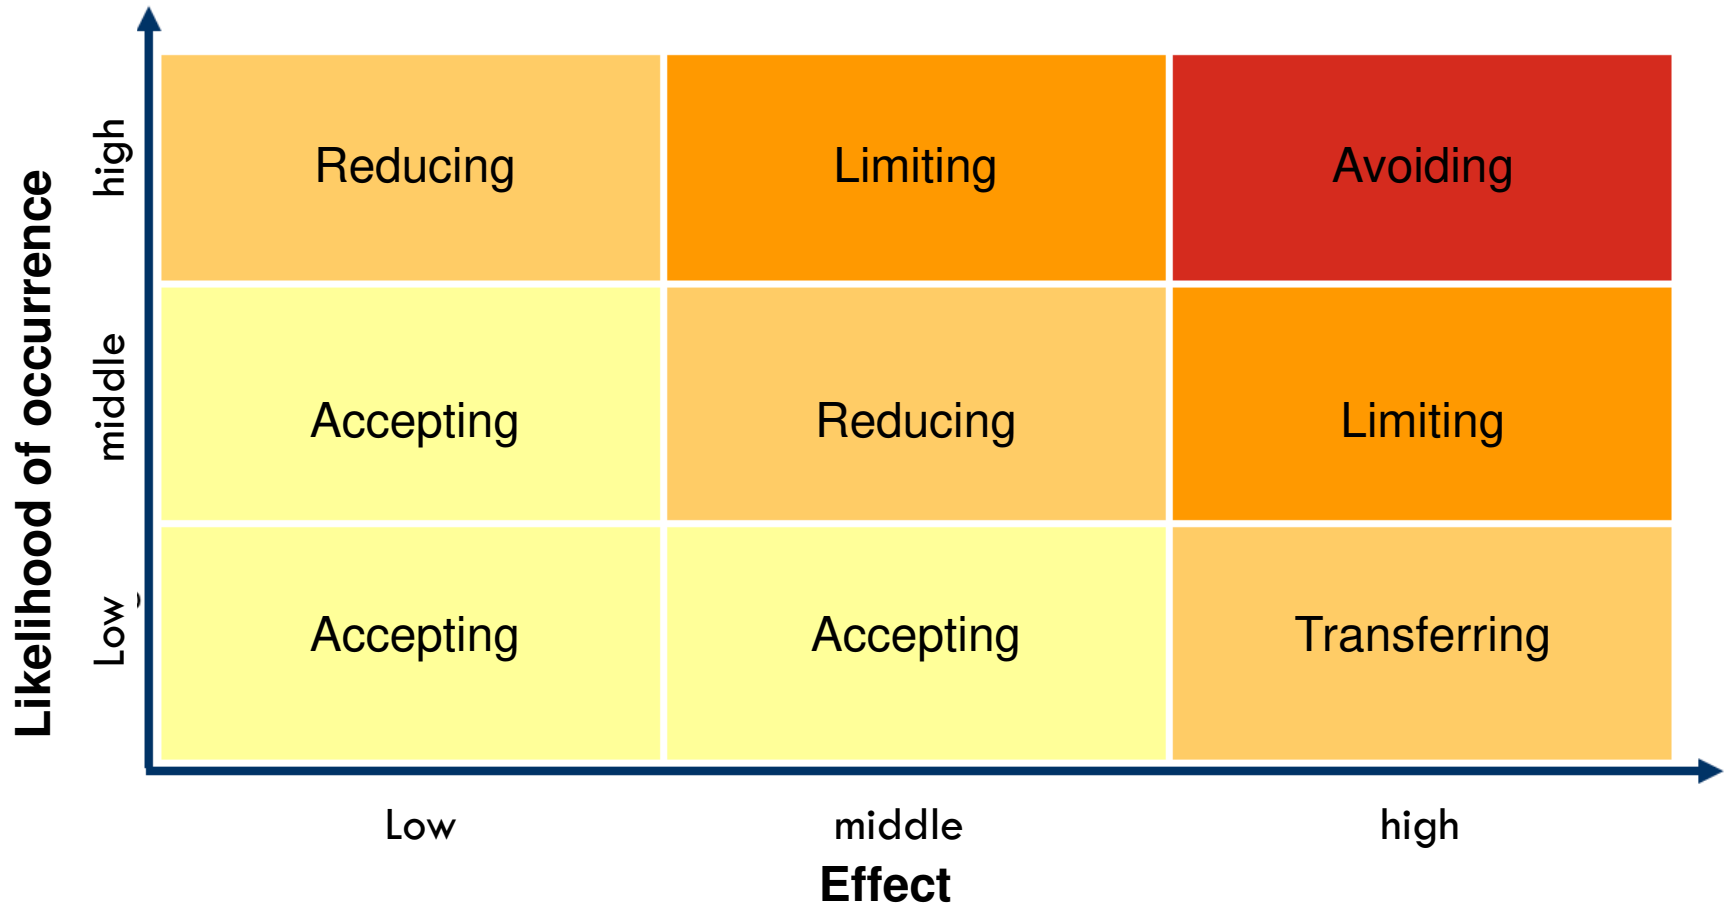 Likelihood of occurrence
high
Reducing
Limiting
Avoiding
middle
Accepting
Reducing
Limiting
Low
Accepting
Accepting
Transferring
Low
middle
high
Effect